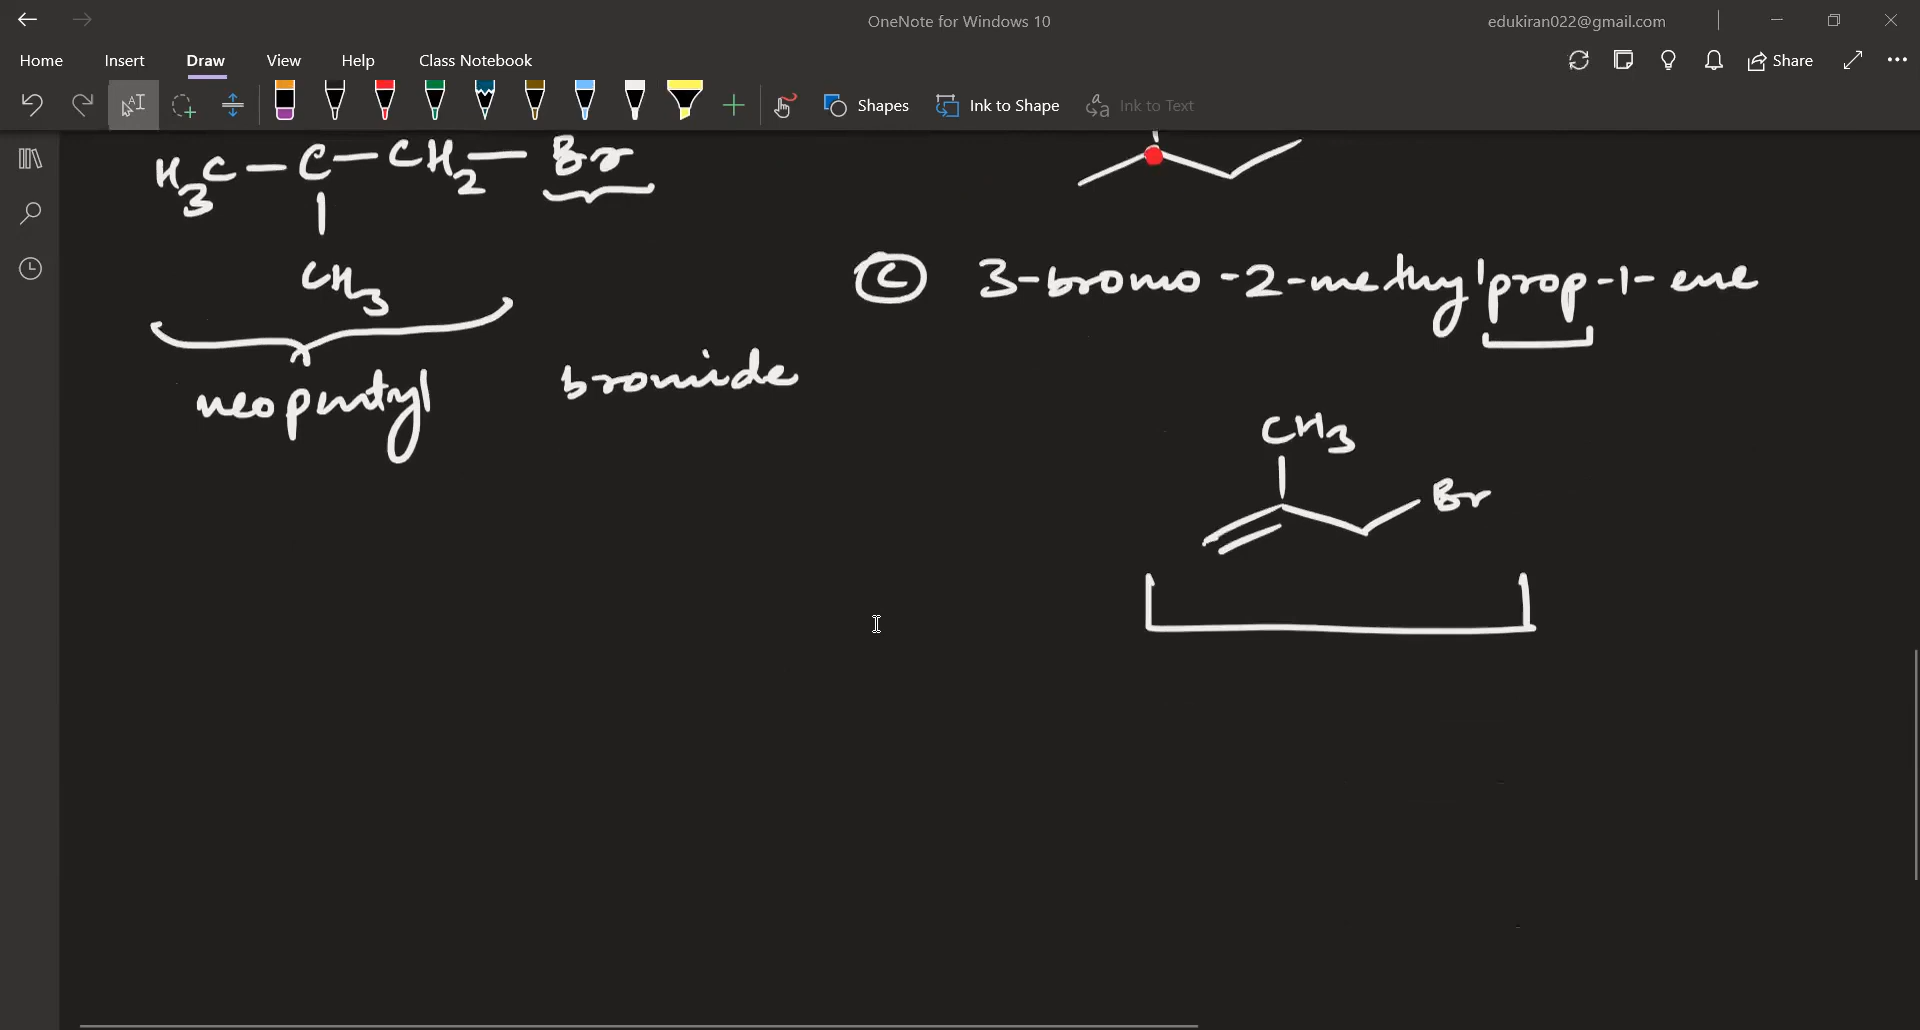 OneNote for Windows 10
edukiran022@gmail.com
Home Insert Draw View Help Class Notebook
Share
Shapes Ink to Shape Ink to Text
H3C-C-CH2-Br
CH3
neopentyl bromide
C 3-bromo-2-methylprop-1-ene
CH3
Br